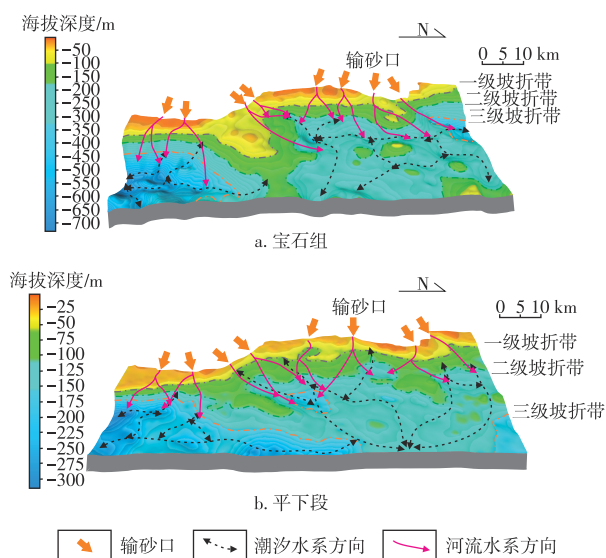 海拔深度/m
N
输砂口
0 5 10 km
-50
-100
-150
-200
-250
-300
-350
-400
-450
-500
-550
-600
-650
-700
一级坡折带
二级坡折带
三级坡折带
a. 宝石组
海拔深度/m
N
输砂口
0 5 10 km
-25
-50
-75
-100
-125
-150
-175
-200
-225
-250
-275
-300
一级坡折带
二级坡折带
三级坡折带
b. 平下段
输砂口
潮汐水系方向
河流水系方向